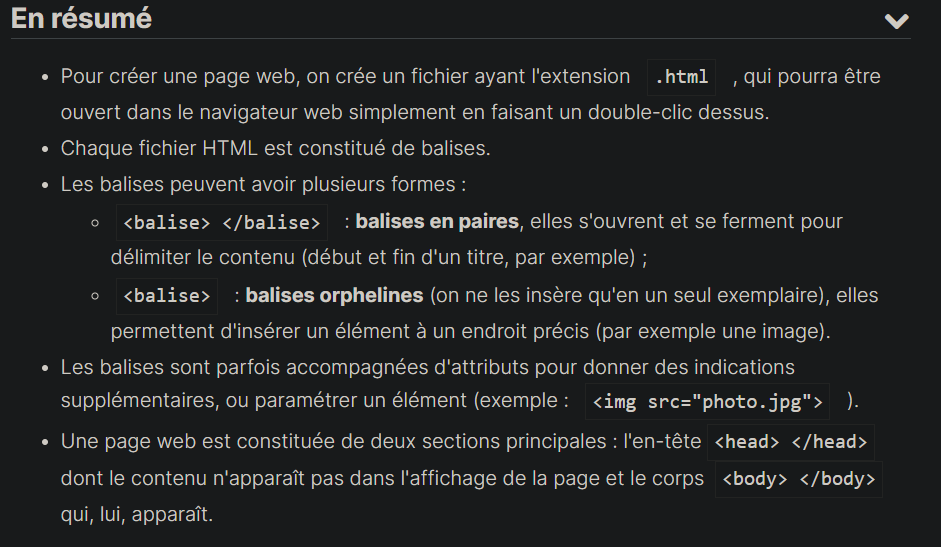 En résumé
• Pour créer une page web, on crée un fichier ayant l'extension .html , qui pourra être
ouvert dans le navigateur web simplement en faisant un double-clic dessus.
• Chaque fichier HTML est constitué de balises.
• Les balises peuvent avoir plusieurs formes :
◦ <balise> </balise> : balises en paires, elles s'ouvrent et se ferment pour
délimiter le contenu (début et fin d'un titre, par exemple) ;
◦ <balise> : balises orphelines (on ne les insère qu'en un seul exemplaire), elles
permettent d'insérer un élément à un endroit précis (par exemple une image).
• Les balises sont parfois accompagnées d'attributs pour donner des indications
supplémentaires, ou paramétrer un élément (exemple : <img src="photo.jpg"> ).
• Une page web est constituée de deux sections principales : l'en-tête <head> </head>
dont le contenu n'apparaît pas dans l'affichage de la page et le corps <body> </body>
qui, lui, apparaît.